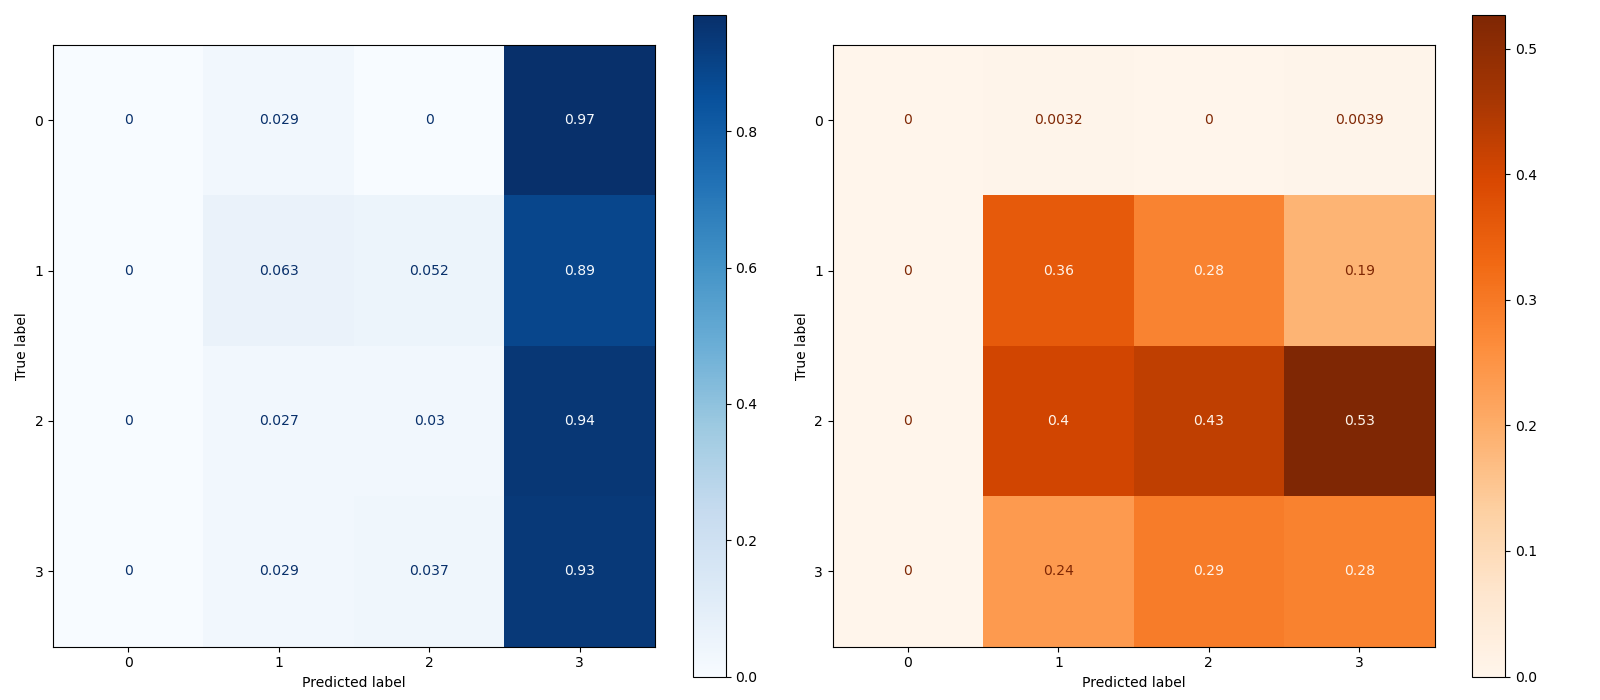 0 0 0.029 0 0.97
1 0 0.063 0.052 0.89
2 0 0.027 0.03 0.94
3 0 0.029 0.037 0.93
0 1 2 3
Predicted label
True label
0.8
0.6
0.4
0.2
0.0
0 0 0.0032 0 0.0039
1 0 0.36 0.28 0.19
2 0 0.4 0.43 0.53
3 0 0.24 0.29 0.28
0 1 2 3
Predicted label
True label
0.5
0.4
0.3
0.2
0.1
0.0